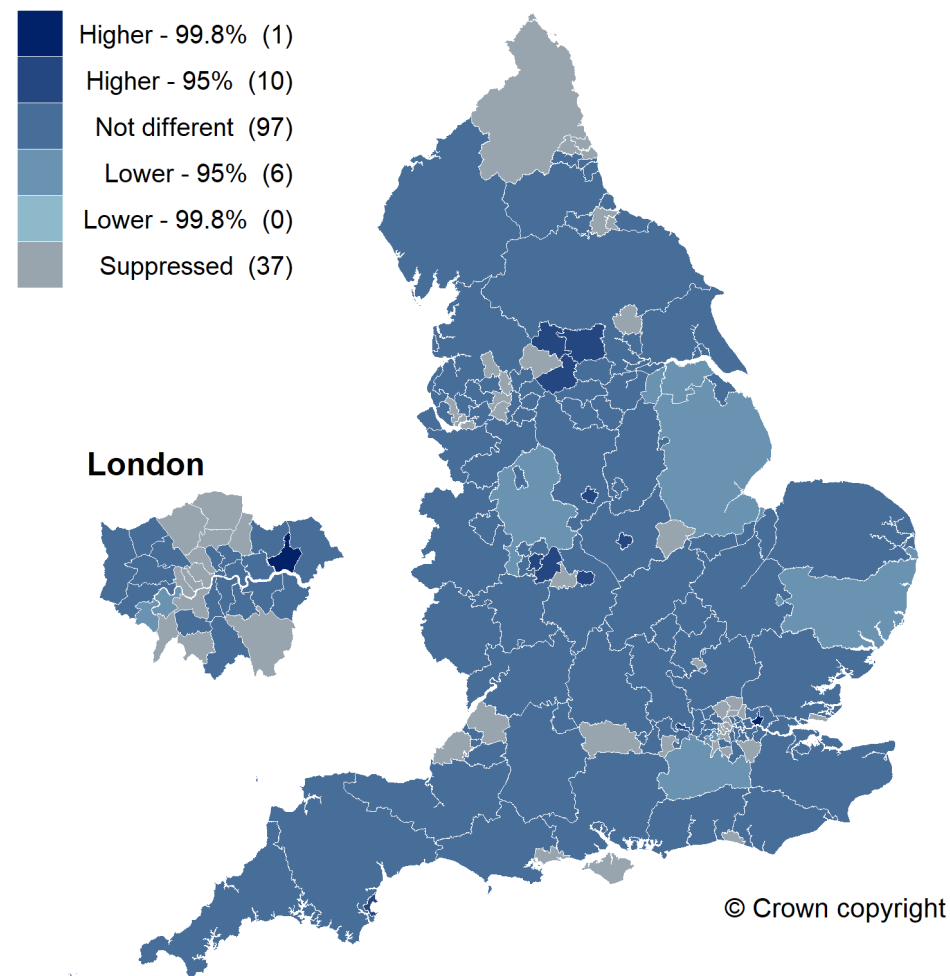 Higher - 99.8% (1)
Higher - 95% (10)
Not different (97)
Lower - 95% (6)
Lower - 99.8% (0)
Suppressed (37)
London
© Crown copyright